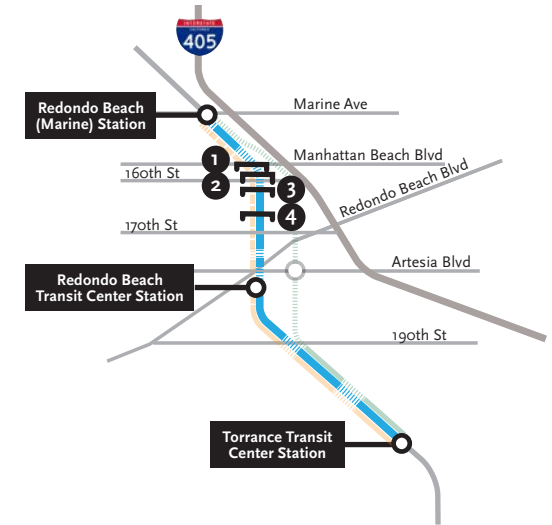 INTERSTATE
CALIFORNIA
405
Redondo Beach
(Marine) Station
Marine Ave
1
Manhattan Beach Blvd
160th St
2
3
Redondo Beach Blvd
4
170th St
Artesia Blvd
Redondo Beach
Transit Center Station
190th St
Torrance Transit
Center Station